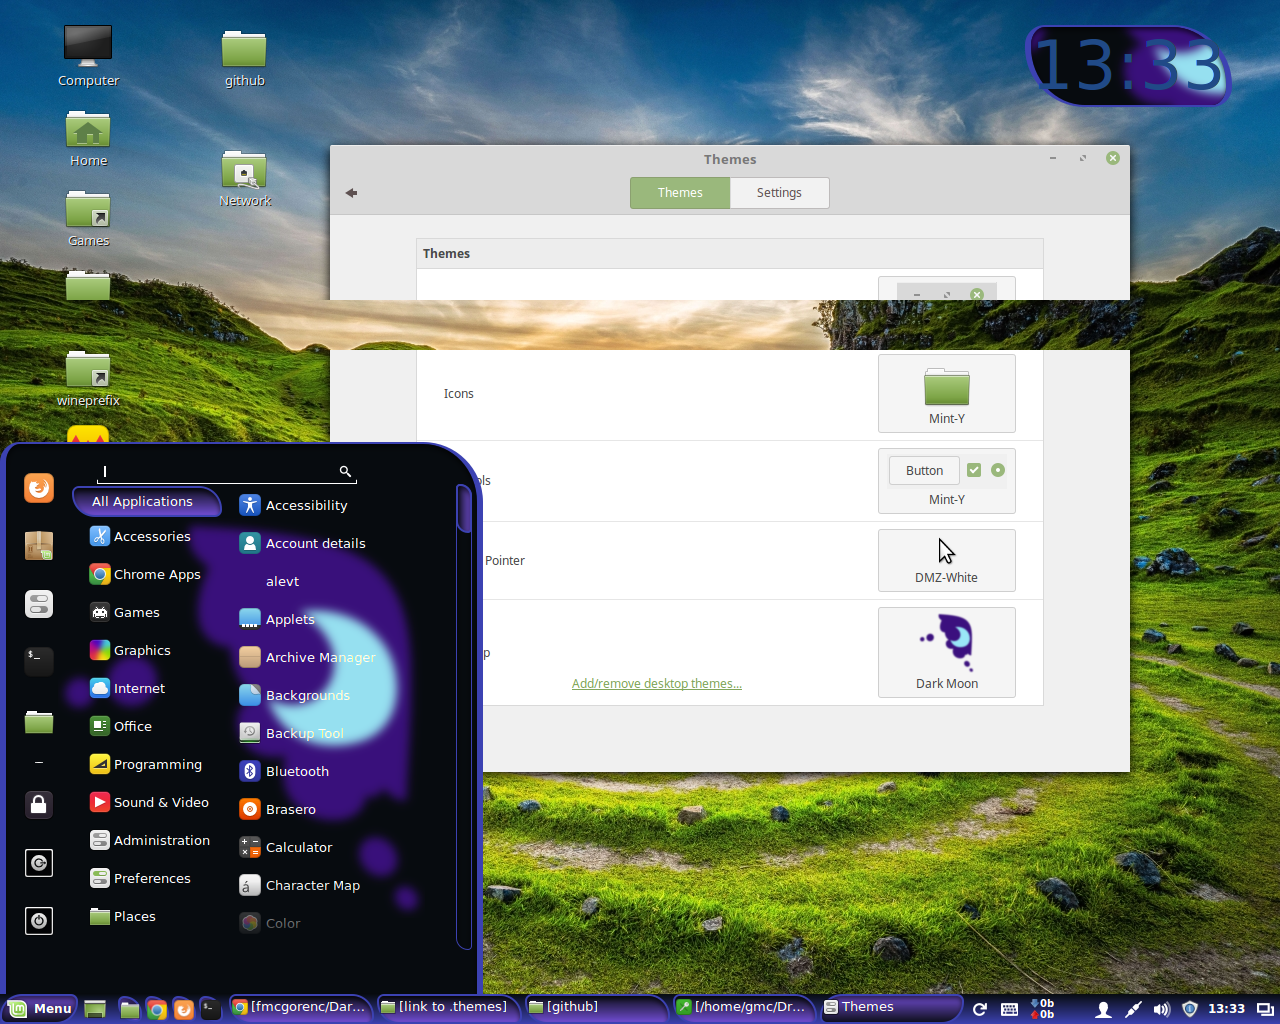 Computer
github
13:33
Home
Network
Games
wineprefix
Themes
Themes
Settings
Themes
Icons
Mint-Y
ols
Button
Mint-Y
Pointer
DMZ-White
p
Add/remove desktop themes...
Dark Moon
All Applications
Accessories
Chrome Apps
Games
Graphics
Internet
Office
Programming
Sound & Video
Administration
Preferences
Places
Accessibility
Account details
alevt
Applets
Archive Manager
Backgrounds
Backup Tool
Bluetooth
Brasero
Calculator
Character Map
Color
Menu
[fmcgorenc/Dar...
[link to .themes]
[github]
[/home/gmc/Dr...
Themes
0b
0b
13:33